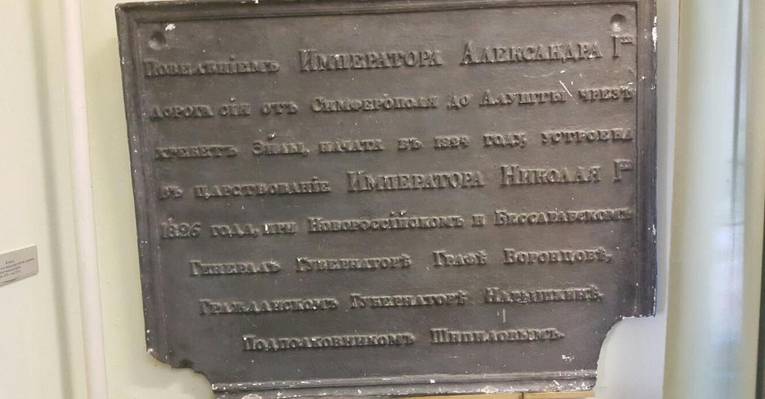 Повелѣніемъ Императора Александра Iго
дорога сія отъ Симферополя до Алушты чрезъ
хребетъ Яйлы, начата въ 1824 году, устроена
въ царствованіе Императора Николая Iго
1826 года, при Новороссійскомъ и Бессарабскомъ
Генералъ Губернаторѣ Графѣ Воронцовѣ,
Гражданскомъ Губернаторѣ Нарышкинѣ,
Подполковникомъ Шипиловымъ.